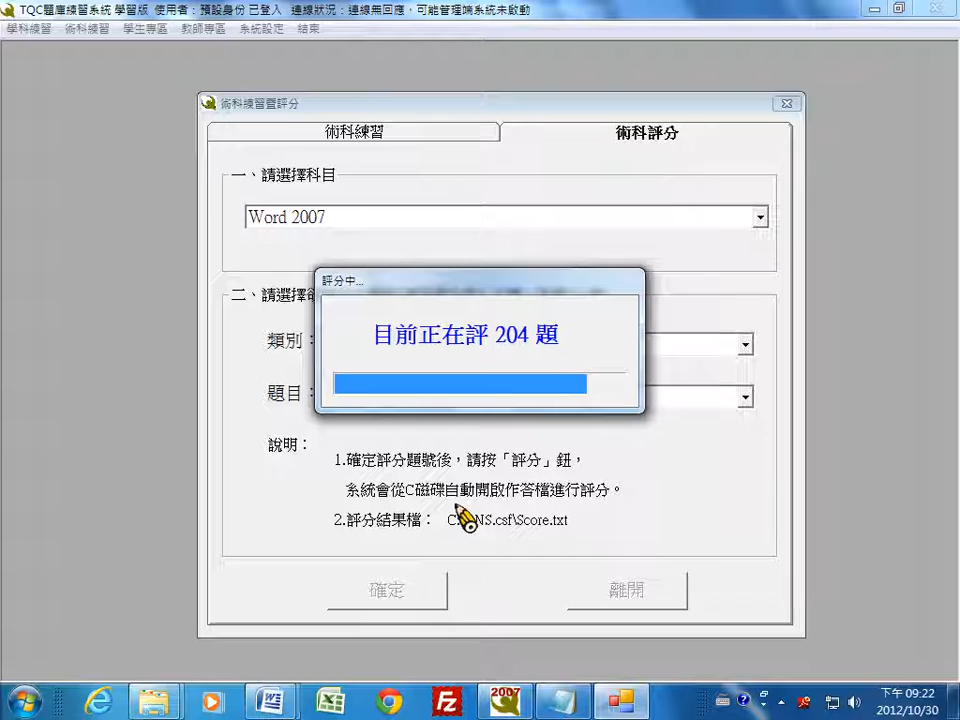 TQC題庫練習系統 學習版 使用者：預設身份 已登入 連線狀況：連線無回應，可能管理端系統未啟動
學科練習 術科練習 學生專區 教師專區 系統設定 結束
術科練習暨評分
術科練習
術科評分
一、請選擇科目
Word 2007
評分中...
二、請選擇
目前正在評 204 題
類別：
題目：
說明：
1.確定評分題號後，請按「評分」鈕，
系統會從C磁碟自動開啟作答檔進行評分。
2.評分結果檔：
NS.csf\Score.txt
確定
離開
2007
下午 09:22
2012/10/30